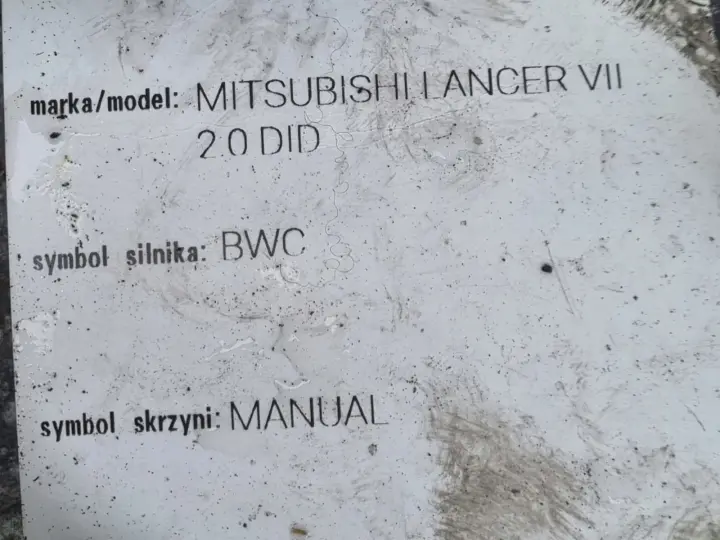 marka/model: MITSUBISHI LANCER VII
2.0 DID
symbol silnika: BWC
symbol skrzyni: MANUAL